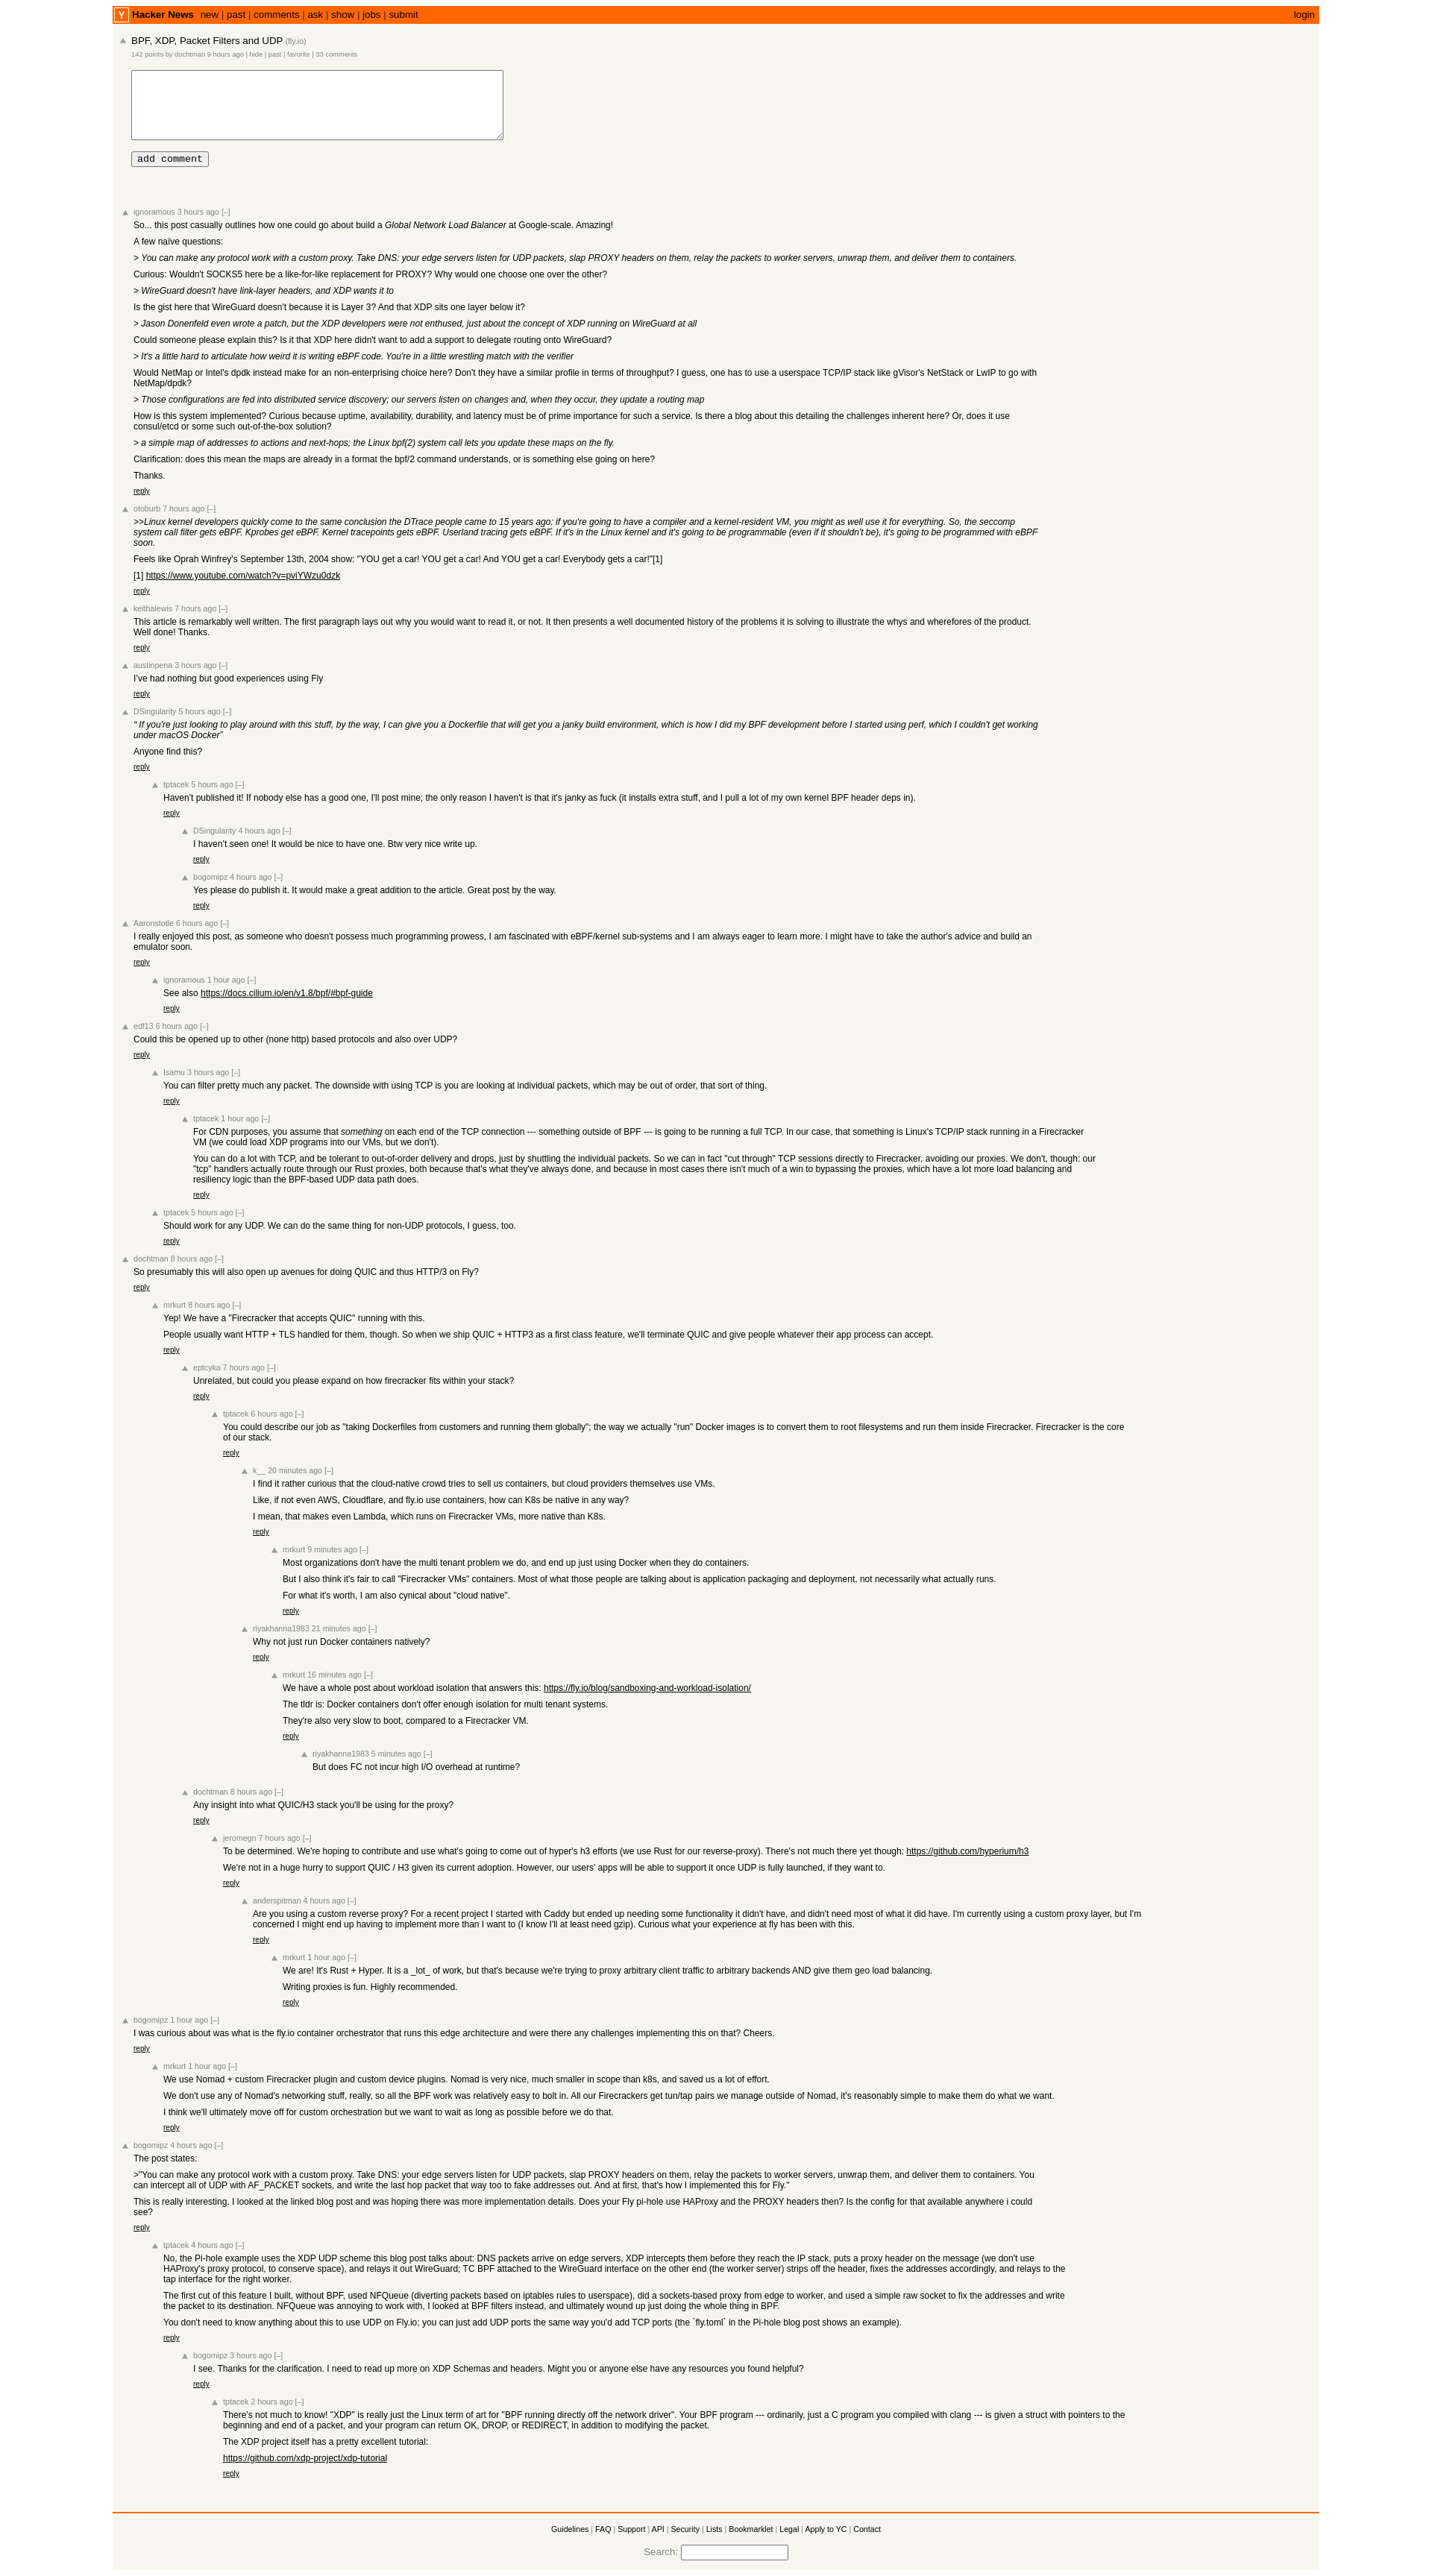 Y Hacker News new | past | comments | ask | show | jobs | submit login
BPF, XDP, Packet Filters and UDP (fly.io)
142 points by dochtman 9 hours ago | hide | past | favorite | 33 comments
add comment
ignoramous 3 hours ago [–]
So... this post casually outlines how one could go about build a Global Network Load Balancer at Google-scale. Amazing!
A few naïve questions:
> You can make any protocol work with a custom proxy. Take DNS: your edge servers listen for UDP packets, slap PROXY headers on them, relay the packets to worker servers, unwrap them, and deliver them to containers.
Curious: Wouldn't SOCKS5 here be a like-for-like replacement for PROXY? Why would one choose one over the other?
> WireGuard doesn't have link-layer headers, and XDP wants it to
Is the gist here that WireGuard doesn't because it is Layer 3? And that XDP sits one layer below it?
> Jason Donenfeld even wrote a patch, but the XDP developers were not enthused, just about the concept of XDP running on WireGuard at all
Could someone please explain this? Is it that XDP here didn't want to add a support to delegate routing onto WireGuard?
> It's a little hard to articulate how weird it is writing eBPF code. You're in a little wrestling match with the verifier
Would NetMap or Intel's dpdk instead make for an non-enterprising choice here? Don't they have a similar profile in terms of throughput? I guess, one has to use a userspace TCP/IP stack like gVisor's NetStack or LwIP to go with
NetMap/dpdk?
> Those configurations are fed into distributed service discovery; our servers listen on changes and, when they occur, they update a routing map
How is this system implemented? Curious because uptime, availability, durability, and latency must be of prime importance for such a service. Is there a blog about this detailing the challenges inherent here? Or, does it use
consul/etcd or some such out-of-the-box solution?
> a simple map of addresses to actions and next-hops; the Linux bpf(2) system call lets you update these maps on the fly.
Clarification: does this mean the maps are already in a format the bpf/2 command understands, or is something else going on here?
Thanks.
reply
otoburb 7 hours ago [–]
>>Linux kernel developers quickly come to the same conclusion the DTrace people came to 15 years ago: if you're going to have a compiler and a kernel-resident VM, you might as well use it for everything. So, the seccomp
system call filter gets eBPF. Kprobes get eBPF. Kernel tracepoints get eBPF. Userland tracing gets eBPF. If it's in the Linux kernel and it's going to be programmable (even if it shouldn't be), it's going to be programmed with eBPF
soon.
Feels like Oprah Winfrey's September 13th, 2004 show: "YOU get a car! YOU get a car! And YOU get a car! Everybody gets a car!"[1]
[1] https://www.youtube.com/watch?v=pviYWzu0dzk
reply
keithalewis 7 hours ago [–]
This article is remarkably well written. The first paragraph lays out why you would want to read it, or not. It then presents a well documented history of the problems it is solving to illustrate the whys and wherefores of the product.
Well done! Thanks.
reply
austinpena 3 hours ago [–]
I've had nothing but good experiences using Fly
reply
DSingularity 5 hours ago [–]
“ If you're just looking to play around with this stuff, by the way, I can give you a Dockerfile that will get you a janky build environment, which is how I did my BPF development before I started using perf, which I couldn't get working
under macOS Docker”
Anyone find this?
reply
tptacek 5 hours ago [–]
Haven't published it! If nobody else has a good one, I'll post mine; the only reason I haven't is that it's janky as fuck (it installs extra stuff, and I pull a lot of my own kernel BPF header deps in).
reply
DSingularity 4 hours ago [–]
I haven’t seen one! It would be nice to have one. Btw very nice write up.
reply
bogomipz 4 hours ago [–]
Yes please do publish it. It would make a great addition to the article. Great post by the way.
reply
Aaronstotle 6 hours ago [–]
I really enjoyed this post, as someone who doesn't possess much programming prowess, I am fascinated with eBPF/kernel sub-systems and I am always eager to learn more. I might have to take the author's advice and build an
emulator soon.
reply
ignoramous 1 hour ago [–]
See also https://docs.cilium.io/en/v1.8/bpf/#bpf-guide
reply
edf13 6 hours ago [–]
Could this be opened up to other (none http) based protocols and also over UDP?
reply
Isamu 3 hours ago [–]
You can filter pretty much any packet. The downside with using TCP is you are looking at individual packets, which may be out of order, that sort of thing.
reply
tptacek 1 hour ago [–]
For CDN purposes, you assume that something on each end of the TCP connection --- something outside of BPF --- is going to be running a full TCP. In our case, that something is Linux's TCP/IP stack running in a Firecracker
VM (we could load XDP programs into our VMs, but we don't).
You can do a lot with TCP, and be tolerant to out-of-order delivery and drops, just by shuttling the individual packets. So we can in fact "cut through" TCP sessions directly to Firecracker, avoiding our proxies. We don't, though: our
"tcp" handlers actually route through our Rust proxies, both because that's what they've always done, and because in most cases there isn't much of a win to bypassing the proxies, which have a lot more load balancing and
resiliency logic than the BPF-based UDP data path does.
reply
tptacek 5 hours ago [–]
Should work for any UDP. We can do the same thing for non-UDP protocols, I guess, too.
reply
dochtman 8 hours ago [–]
So presumably this will also open up avenues for doing QUIC and thus HTTP/3 on Fly?
reply
mrkurt 8 hours ago [–]
Yep! We have a "Firecracker that accepts QUIC" running with this.
People usually want HTTP + TLS handled for them, though. So when we ship QUIC + HTTP3 as a first class feature, we'll terminate QUIC and give people whatever their app process can accept.
reply
eptcyka 7 hours ago [–]
Unrelated, but could you please expand on how firecracker fits within your stack?
reply
tptacek 6 hours ago [–]
You could describe our job as "taking Dockerfiles from customers and running them globally"; the way we actually "run" Docker images is to convert them to root filesystems and run them inside Firecracker. Firecracker is the core
of our stack.
reply
k__ 20 minutes ago [–]
I find it rather curious that the cloud-native crowd tries to sell us containers, but cloud providers themselves use VMs.
Like, if not even AWS, Cloudflare, and fly.io use containers, how can K8s be native in any way?
I mean, that makes even Lambda, which runs on Firecracker VMs, more native than K8s.
reply
mrkurt 9 minutes ago [–]
Most organizations don't have the multi tenant problem we do, and end up just using Docker when they do containers.
But I also think it's fair to call "Firecracker VMs" containers. Most of what those people are talking about is application packaging and deployment, not necessarily what actually runs.
For what it's worth, I am also cynical about "cloud native".
reply
riyakhanna1983 21 minutes ago [–]
Why not just run Docker containers natively?
reply
mrkurt 16 minutes ago [–]
We have a whole post about workload isolation that answers this: https://fly.io/blog/sandboxing-and-workload-isolation/
The tldr is: Docker containers don't offer enough isolation for multi tenant systems.
They're also very slow to boot, compared to a Firecracker VM.
reply
riyakhanna1983 5 minutes ago [–]
But does FC not incur high I/O overhead at runtime?
dochtman 8 hours ago [–]
Any insight into what QUIC/H3 stack you'll be using for the proxy?
reply
jeromegn 7 hours ago [–]
To be determined. We're hoping to contribute and use what's going to come out of hyper's h3 efforts (we use Rust for our reverse-proxy). There's not much there yet though: https://github.com/hyperium/h3
We're not in a huge hurry to support QUIC / H3 given its current adoption. However, our users' apps will be able to support it once UDP is fully launched, if they want to.
reply
anderspitman 4 hours ago [–]
Are you using a custom reverse proxy? For a recent project I started with Caddy but ended up needing some functionality it didn't have, and didn't need most of what it did have. I'm currently using a custom proxy layer, but I'm
concerned I might end up having to implement more than I want to (I know I'll at least need gzip). Curious what your experience at fly has been with this.
reply
mrkurt 1 hour ago [–]
We are! It's Rust + Hyper. It is a _lot_ of work, but that's because we're trying to proxy arbitrary client traffic to arbitrary backends AND give them geo load balancing.
Writing proxies is fun. Highly recommended.
reply
bogomipz 1 hour ago [–]
I was curious about was what is the fly.io container orchestrator that runs this edge architecture and were there any challenges implementing this on that? Cheers.
reply
mrkurt 1 hour ago [–]
We use Nomad + custom Firecracker plugin and custom device plugins. Nomad is very nice, much smaller in scope than k8s, and saved us a lot of effort.
We don't use any of Nomad's networking stuff, really, so all the BPF work was relatively easy to bolt in. All our Firecrackers get tun/tap pairs we manage outside of Nomad, it's reasonably simple to make them do what we want.
I think we'll ultimately move off for custom orchestration but we want to wait as long as possible before we do that.
reply
bogomipz 4 hours ago [–]
The post states:
>"You can make any protocol work with a custom proxy. Take DNS: your edge servers listen for UDP packets, slap PROXY headers on them, relay the packets to worker servers, unwrap them, and deliver them to containers. You
can intercept all of UDP with AF_PACKET sockets, and write the last hop packet that way too to fake addresses out. And at first, that's how I implemented this for Fly."
This is really interesting. I looked at the linked blog post and was hoping there was more implementation details. Does your Fly pi-hole use HAProxy and the PROXY headers then? Is the config for that available anywhere i could
see?
reply
tptacek 4 hours ago [–]
No, the Pi-hole example uses the XDP UDP scheme this blog post talks about: DNS packets arrive on edge servers, XDP intercepts them before they reach the IP stack, puts a proxy header on the message (we don't use
HAProxy's proxy protocol, to conserve space), and relays it out WireGuard; TC BPF attached to the WireGuard interface on the other end (the worker server) strips off the header, fixes the addresses accordingly, and relays to the
tap interface for the right worker.
The first cut of this feature I built, without BPF, used NFQueue (diverting packets based on iptables rules to userspace), did a sockets-based proxy from edge to worker, and used a simple raw socket to fix the addresses and write
the packet to its destination. NFQueue was annoying to work with, I looked at BPF filters instead, and ultimately wound up just doing the whole thing in BPF.
You don't need to know anything about this to use UDP on Fly.io; you can just add UDP ports the same way you'd add TCP ports (the `fly.toml` in the Pi-hole blog post shows an example).
reply
bogomipz 3 hours ago [–]
I see. Thanks for the clarification. I need to read up more on XDP Schemas and headers. Might you or anyone else have any resources you found helpful?
reply
tptacek 2 hours ago [–]
There's not much to know! "XDP" is really just the Linux term of art for "BPF running directly off the network driver". Your BPF program --- ordinarily, just a C program you compiled with clang --- is given a struct with pointers to the
beginning and end of a packet, and your program can return OK, DROP, or REDIRECT, in addition to modifying the packet.
The XDP project itself has a pretty excellent tutorial:
https://github.com/xdp-project/xdp-tutorial
reply
Guidelines | FAQ | Support | API | Security | Lists | Bookmarklet | Legal | Apply to YC | Contact
Search: